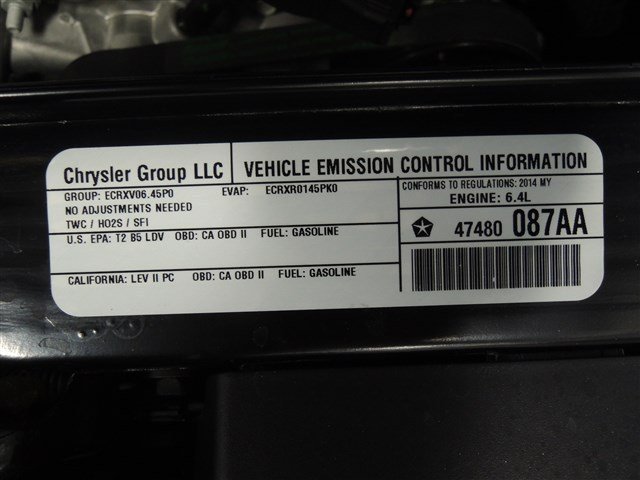 Chrysler Group LLC
VEHICLE EMISSION CONTROL INFORMATION
GROUP: ECRXV06.45P0 EVAP: ECRXR0145PK0
NO ADJUSTMENTS NEEDED
TWC / HO2S / SFI
CONFORMS TO REGULATIONS: 2014 MY
ENGINE: 6.4L
U.S. EPA: T2 B5 LDV OBD: CA OBD II FUEL: GASOLINE
47480 087AA
CALIFORNIA: LEV II PC OBD: CA OBD II FUEL: GASOLINE